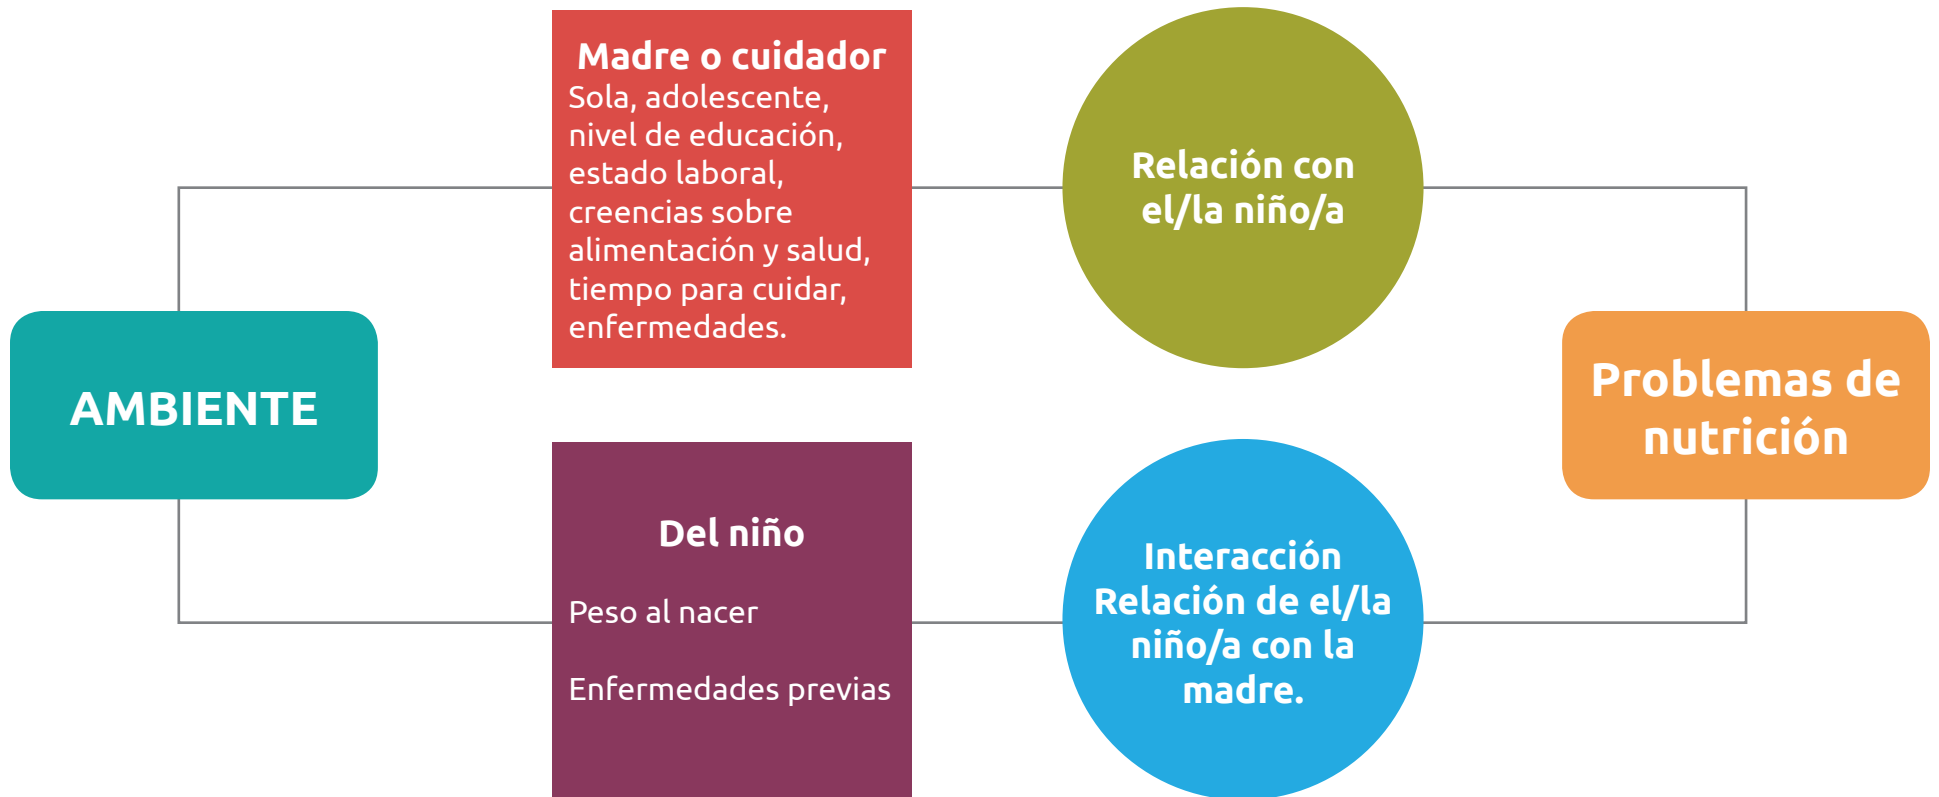 Madre o cuidador
Sola, adolescente,
nivel de educación,
estado laboral,
creencias sobre
alimentación y salud,
tiempo para cuidar,
enfermedades.
Relación con
el/la niño/a
AMBIENTE
Problemas de
nutrición
Del niño
Peso al nacer
Enfermedades previas
Interacción
Relación de el/la
niño/a con la
madre.